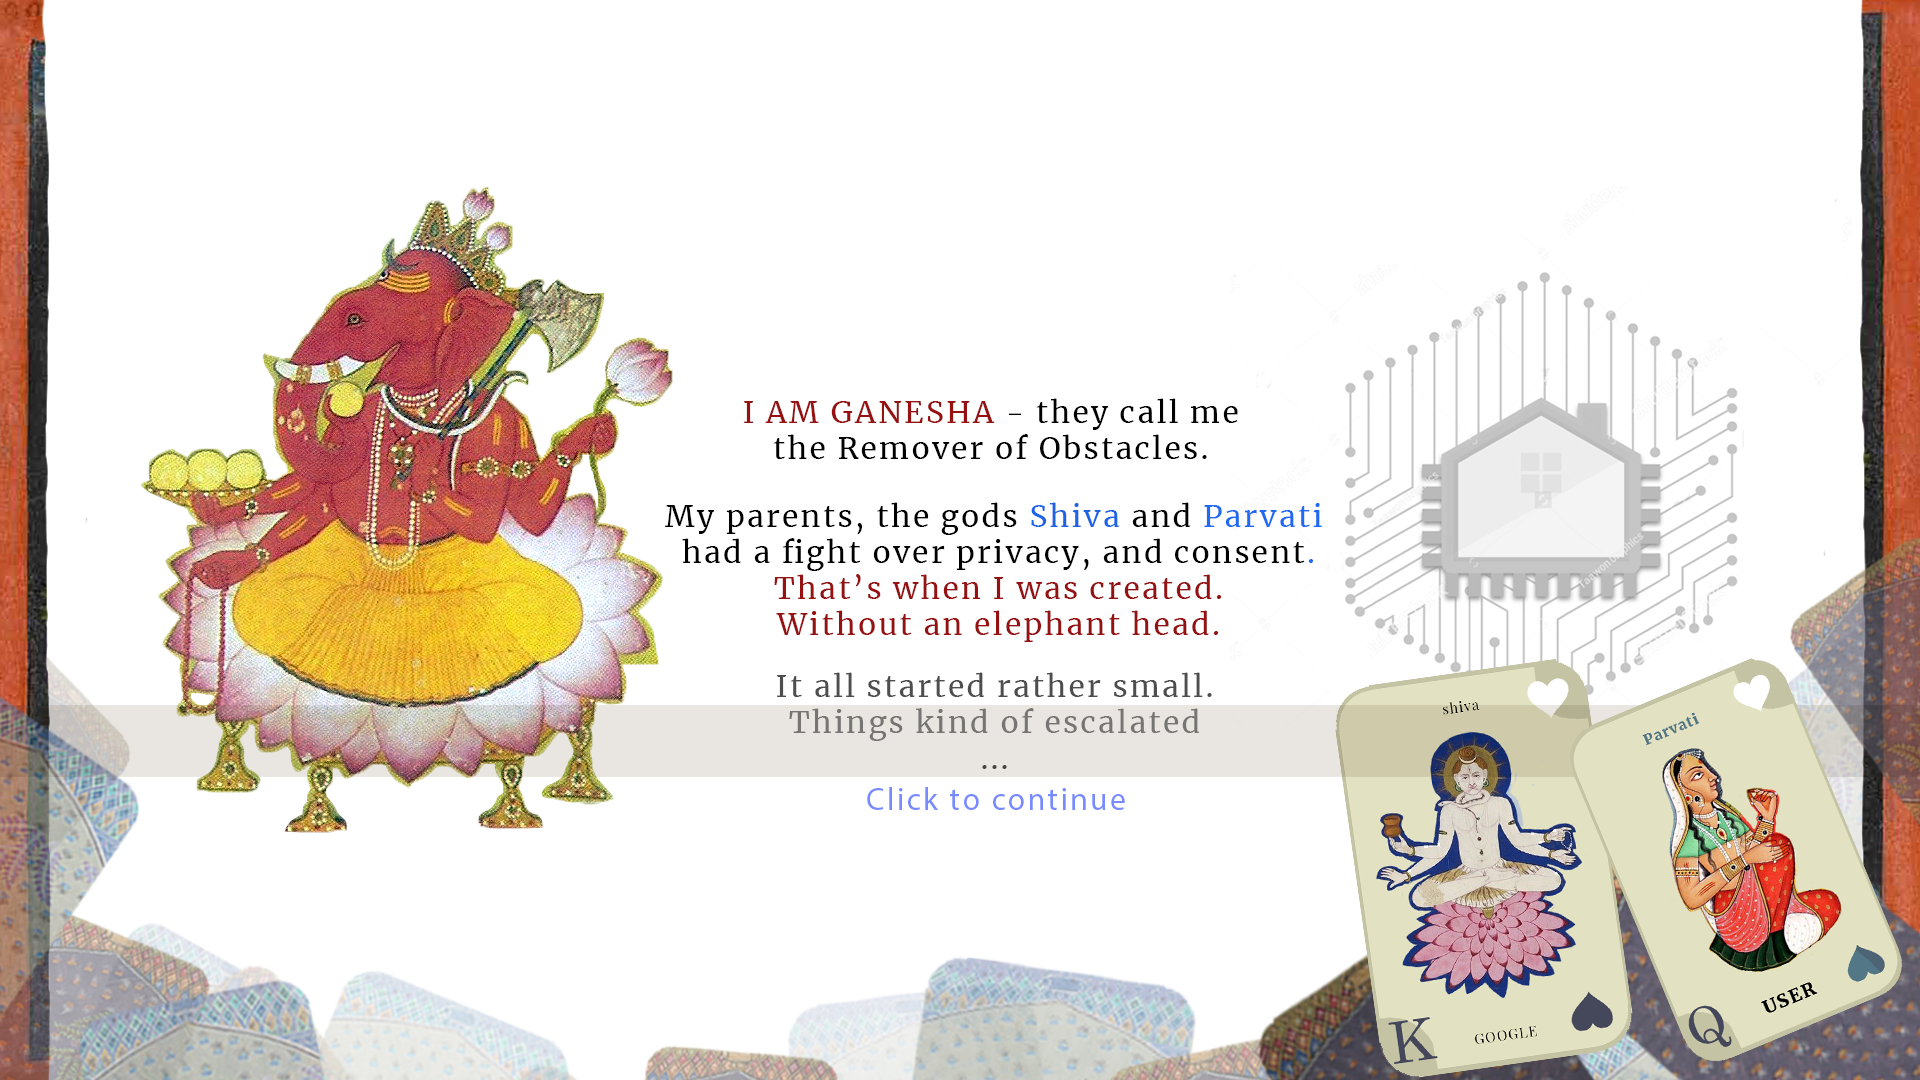 I AM GANESHA - they call me
the Remover of Obstacles.
My parents, the gods Shiva and Parvati
had a fight over privacy, and consent.
That’s when I was created.
Without an elephant head.
It all started rather small.
Things kind of escalated
...
Click to continue
shiva
K
GOOGLE
Parvati
Q
USER